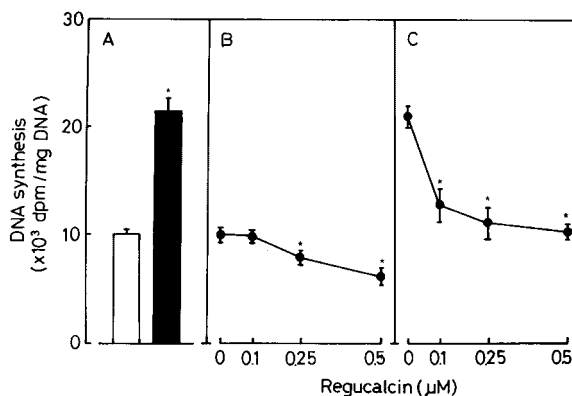 30
20
10
0
DNA synthesis
(x10³ dpm/mg DNA)
A
*
B
* *
C
* * *
0 0.1 0.25 0.5
0 0.1 0.25 0.5
Regucalcin (μM)